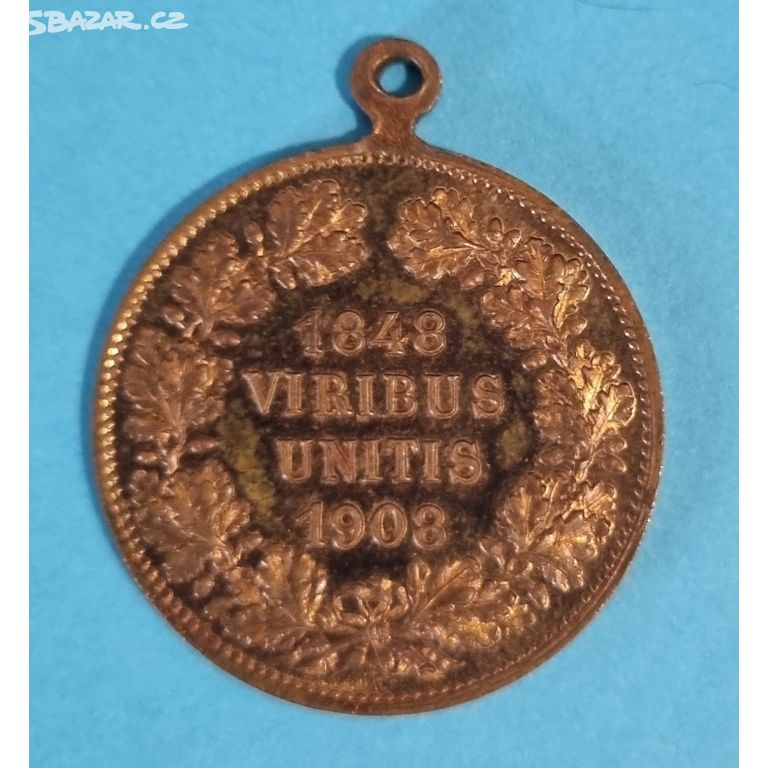 SBAZAR.CZ
1848
VIRIBUS
UNITIS
1908